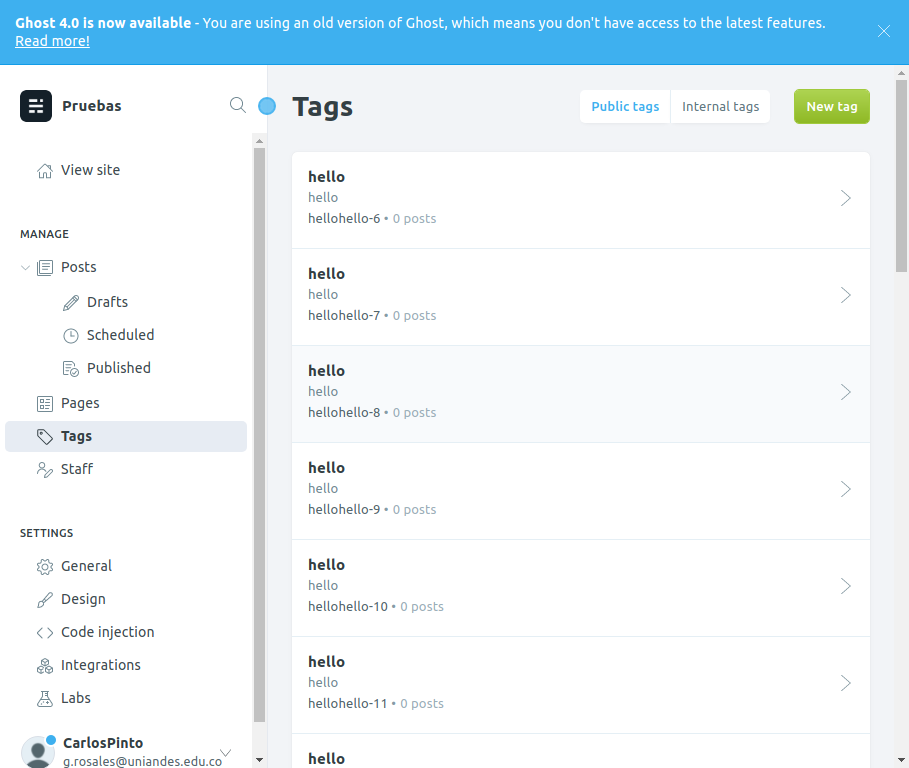 Ghost 4.0 is now available - You are using an old version of Ghost, which means you don't have access to the latest features.
Read more!
Pruebas
View site
MANAGE
Posts
Drafts
Scheduled
Published
Pages
Tags
Staff
SETTINGS
General
Design
Code injection
Integrations
Labs
CarlosPinto
g.rosales@uniandes.edu.co
Tags
Public tags
Internal tags
New tag
hello
hello
hellohello-6 • 0 posts
hello
hello
hellohello-7 • 0 posts
hello
hello
hellohello-8 • 0 posts
hello
hello
hellohello-9 • 0 posts
hello
hello
hellohello-10 • 0 posts
hello
hello
hellohello-11 • 0 posts
hello